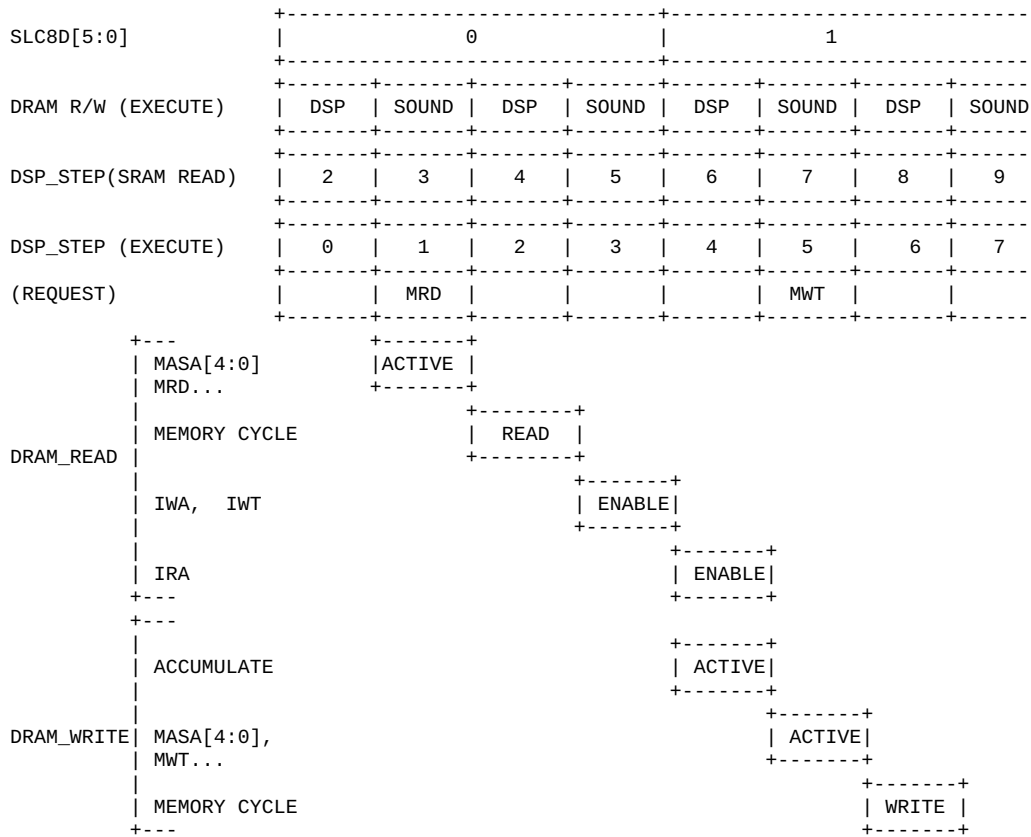 SLC8D[5:0] 0 1
DRAM R/W (EXECUTE) DSP SOUND DSP SOUND DSP SOUND DSP SOUND
DSP_STEP(SRAM READ) 2 3 4 5 6 7 8 9
DSP_STEP (EXECUTE) 0 1 2 3 4 5 6 7
(REQUEST) MRD MWT
MASA[4:0] ACTIVE
MRD...
MEMORY CYCLE READ
DRAM_READ
IWA, IWT ENABLE
IRA ENABLE
ACCUMULATE ACTIVE
DRAM_WRITE MASA[4:0], ACTIVE
MWT...
MEMORY CYCLE WRITE